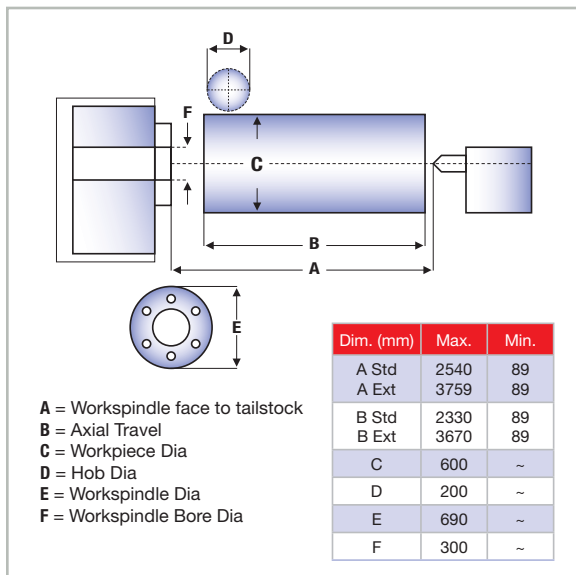 D
F
C
B
A
E
A = Workspindle face to tailstock
B = Axial Travel
C = Workpiece Dia
D = Hob Dia
E = Workspindle Dia
F = Workspindle Bore Dia
Dim. (mm) Max. Min.
A Std 2540 89
A Ext 3759 89
B Std 2330 89
B Ext 3670 89
C 600 ~
D 200 ~
E 690 ~
F 300 ~